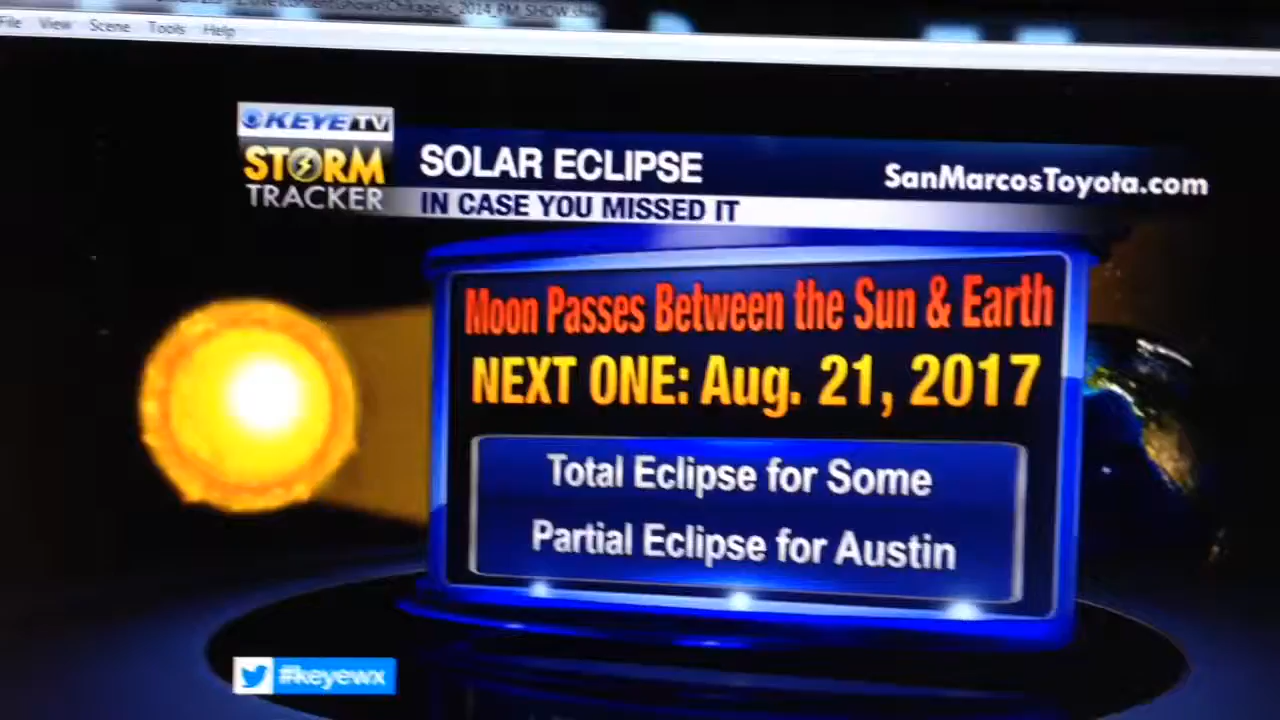 File View Scene Tools Help
KEYE TV
STORM
TRACKER
SOLAR ECLIPSE
IN CASE YOU MISSED IT
SanMarcosToyota.com
Moon Passes Between the Sun & Earth
NEXT ONE: Aug. 21, 2017
Total Eclipse for Some
Partial Eclipse for Austin
#keyewx